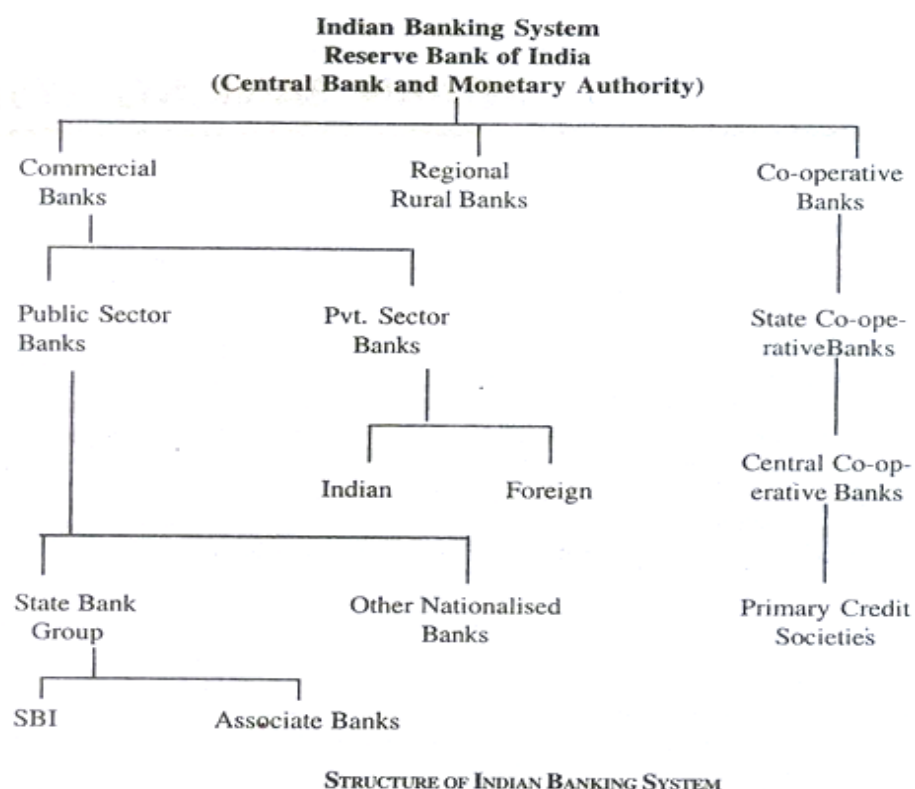 Indian Banking System
Reserve Bank of India
(Central Bank and Monetary Authority)
Commercial
Banks
Regional
Rural Banks
Co-operative
Banks
Public Sector
Banks
Pvt. Sector
Banks
State Co-ope-
rativeBanks
Indian
Foreign
Central Co-op-
erative Banks
State Bank
Group
Other Nationalised
Banks
Primary Credit
Societies
SBI
Associate Banks
STRUCTURE OF INDIAN BANKING SYSTEM